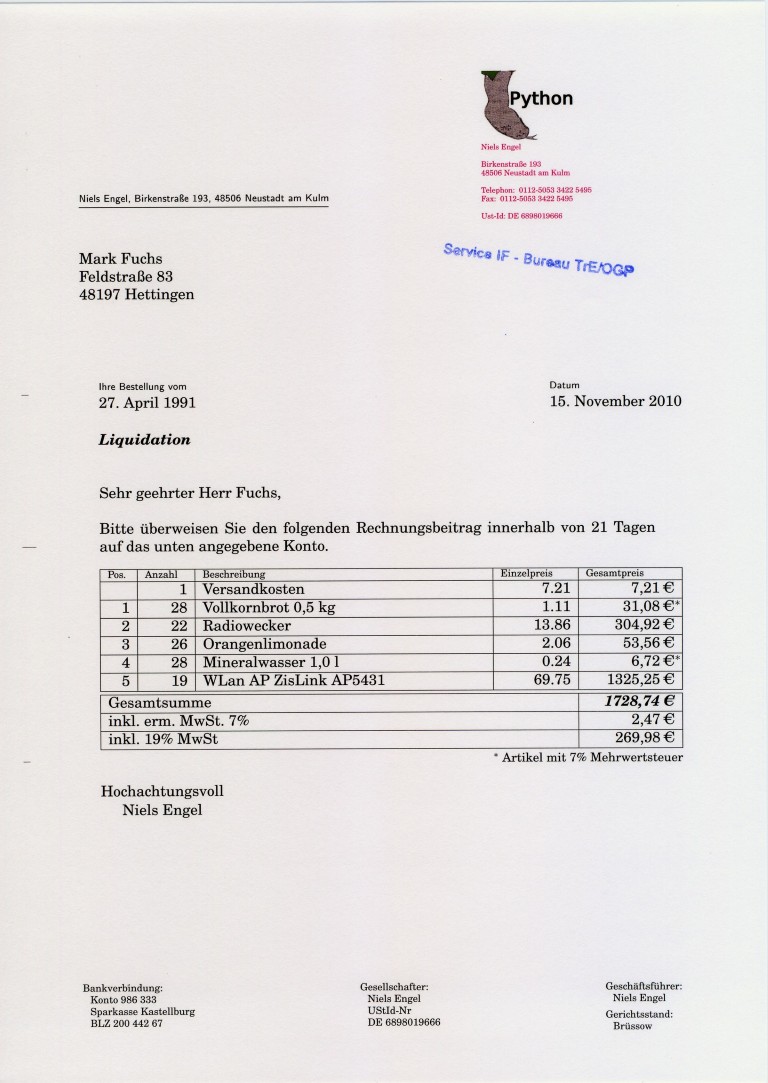 Python
Niels Engel
Birkenstraße 193
48506 Neustadt am Kulm
Telephon: 0112-5053 3422 5495
Fax: 0112-5053 3422 5495
Ust-Id: DE 6898019666
Niels Engel, Birkenstraße 193, 48506 Neustadt am Kulm
Service IF - Bureau TrE/OGP
Mark Fuchs
Feldstraße 83
48197 Hettingen
Ihre Bestellung vom Datum
27. April 1991 15. November 2010
Liquidation
Sehr geehrter Herr Fuchs,
Bitte überweisen Sie den folgenden Rechnungsbeitrag innerhalb von 21 Tagen
auf das unten angegebene Konto.
Pos. Anzahl Beschreibung Einzelpreis Gesamtpreis
1 Versandkosten 7.21 7,21 €
1 28 Vollkornbrot 0,5 kg 1.11 31,08 €*
2 22 Radiowecker 13.86 304,92 €
3 26 Orangenlimonade 2.06 53,56 €
4 28 Mineralwasser 1,0 l 0.24 6,72 €*
5 19 WLan AP ZisLink AP5431 69.75 1325,25 €
Gesamtsumme 1728,74 €
inkl. erm. MwSt. 7% 2,47 €
inkl. 19% MwSt 269,98 €
* Artikel mit 7% Mehrwertsteuer
Hochachtungsvoll
Niels Engel
Bankverbindung:
Konto 986 333
Sparkasse Kastellburg
BLZ 200 442 67
Gesellschafter:
Niels Engel
UStId-Nr
DE 6898019666
Geschäftsführer:
Niels Engel
Gerichtsstand:
Brüssow